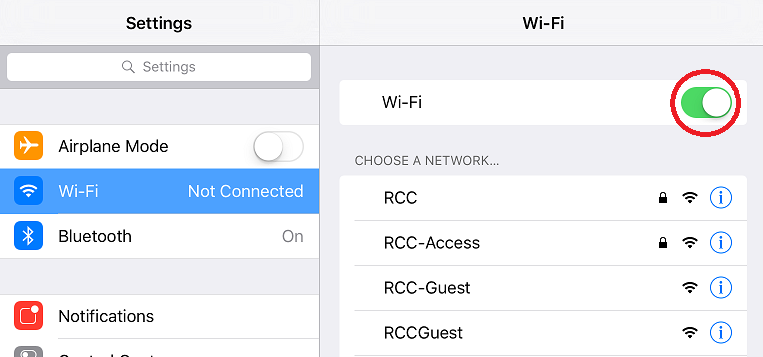 Settings
Settings
Airplane Mode
Wi-Fi Not Connected
Bluetooth On
Notifications
Wi-Fi
Wi-Fi
CHOOSE A NETWORK...
RCC
RCC-Access
RCC-Guest
RCCGuest